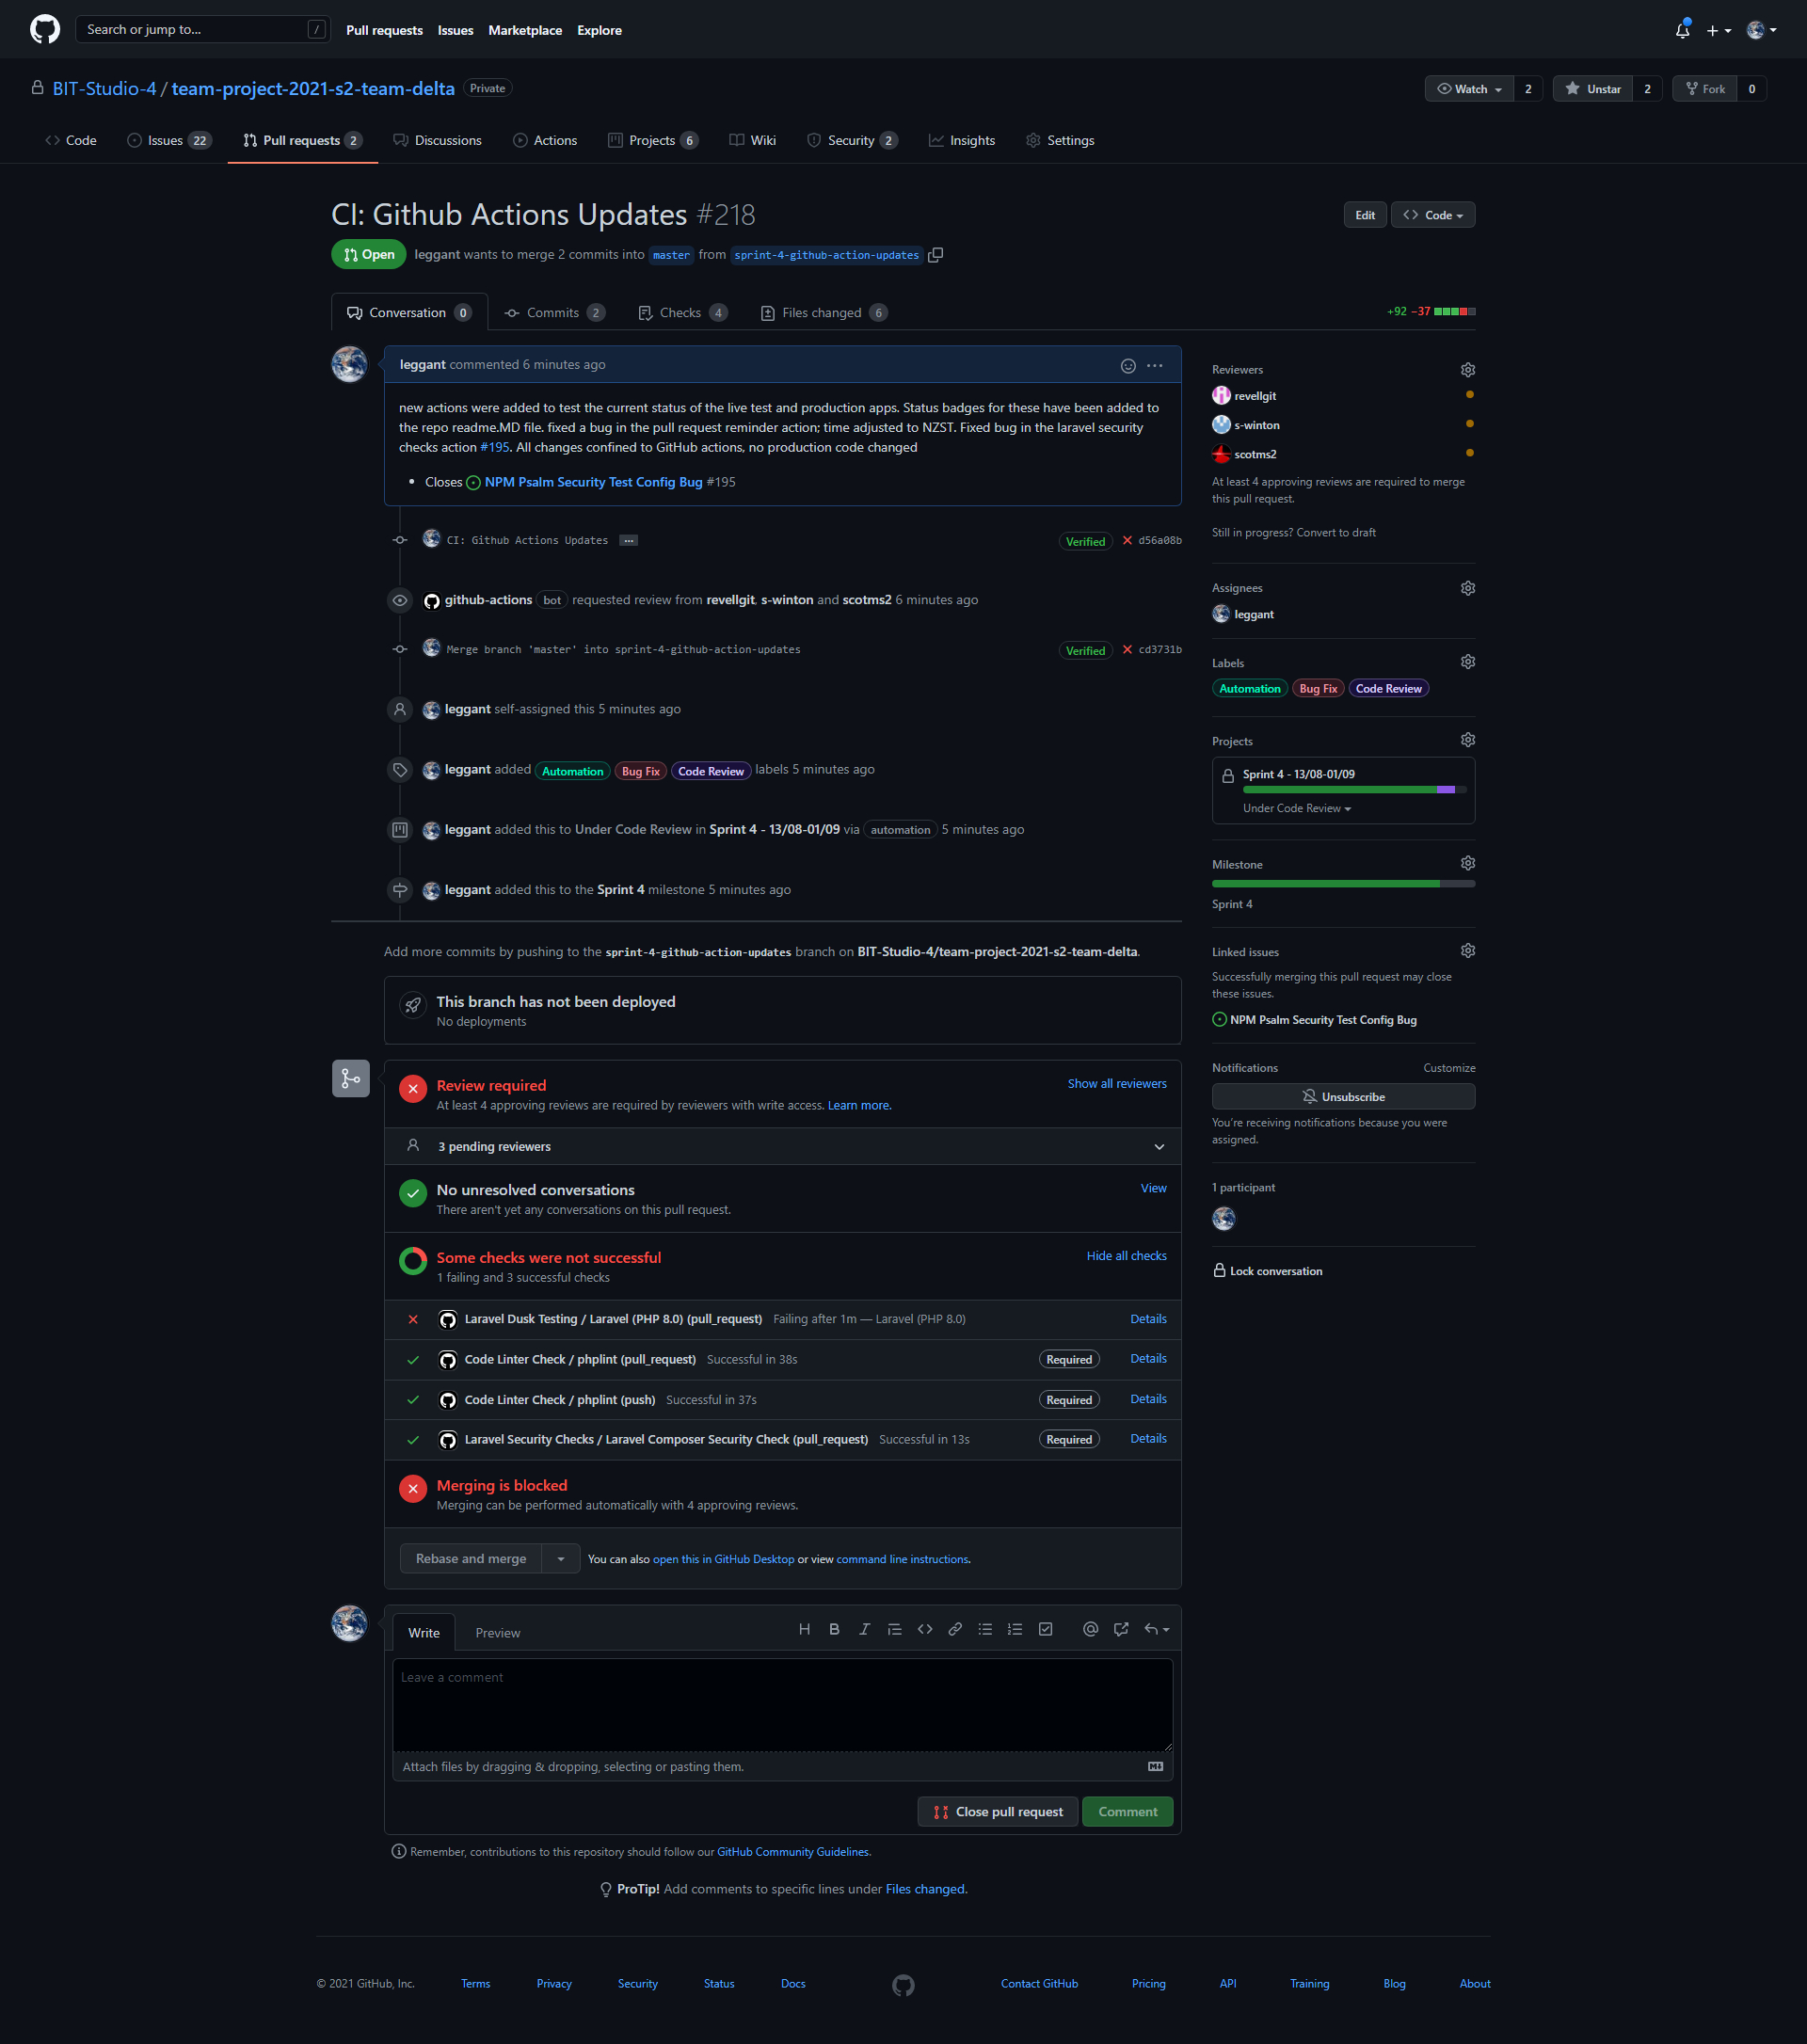 Search or jump to... /
Pull requests Issues Marketplace Explore
BIT-Studio-4 / team-project-2021-s2-team-delta Private
Watch 2 Unstar 2 Fork 0
Code Issues 22 Pull requests 2 Discussions Actions Projects 6 Wiki Security 2 Insights Settings
CI: Github Actions Updates #218
Edit Code
Open leggant wants to merge 2 commits into master from sprint-4-github-action-updates
Conversation 0 Commits 2 Checks 4 Files changed 6
+92 −37
leggant commented 6 minutes ago
new actions were added to test the current status of the live test and production apps. Status badges for these have been added to
the repo readme.MD file. fixed a bug in the pull request reminder action; time adjusted to NZST. Fixed bug in the laravel security
checks action #195. All changes confined to GitHub actions, no production code changed
• Closes NPM Psalm Security Test Config Bug #195
CI: Github Actions Updates ... Verified d56a08b
github-actions bot requested review from revellgit, s-winton and scotms2 6 minutes ago
Merge branch 'master' into sprint-4-github-action-updates Verified cd3731b
leggant self-assigned this 5 minutes ago
leggant added Automation Bug Fix Code Review labels 5 minutes ago
leggant added this to Under Code Review in Sprint 4 - 13/08-01/09 via automation 5 minutes ago
leggant added this to the Sprint 4 milestone 5 minutes ago
Add more commits by pushing to the sprint-4-github-action-updates branch on BIT-Studio-4/team-project-2021-s2-team-delta.
This branch has not been deployed
No deployments
Review required
Show all reviewers
At least 4 approving reviews are required by reviewers with write access. Learn more.
3 pending reviewers
No unresolved conversations
View
There aren't yet any conversations on this pull request.
Some checks were not successful
Hide all checks
1 failing and 3 successful checks
Laravel Dusk Testing / Laravel (PHP 8.0) (pull_request) Failing after 1m — Laravel (PHP 8.0) Details
Code Linter Check / phplint (pull_request) Successful in 38s Required Details
Code Linter Check / phplint (push) Successful in 37s Required Details
Laravel Security Checks / Laravel Composer Security Check (pull_request) Successful in 13s Required Details
Merging is blocked
Merging can be performed automatically with 4 approving reviews.
Rebase and merge You can also open this in GitHub Desktop or view command line instructions.
Write Preview
Leave a comment
Attach files by dragging & dropping, selecting or pasting them.
Close pull request Comment
Remember, contributions to this repository should follow our GitHub Community Guidelines.
ProTip! Add comments to specific lines under Files changed.
Reviewers
revellgit
s-winton
scotms2
At least 4 approving reviews are required to merge
this pull request.
Still in progress? Convert to draft
Assignees
leggant
Labels
Automation Bug Fix Code Review
Projects
Sprint 4 - 13/08-01/09
Under Code Review
Milestone
Sprint 4
Linked issues
Successfully merging this pull request may close
these issues.
NPM Psalm Security Test Config Bug
Notifications Customize
Unsubscribe
You're receiving notifications because you were
assigned.
1 participant
Lock conversation
© 2021 GitHub, Inc. Terms Privacy Security Status Docs Contact GitHub Pricing API Training Blog About